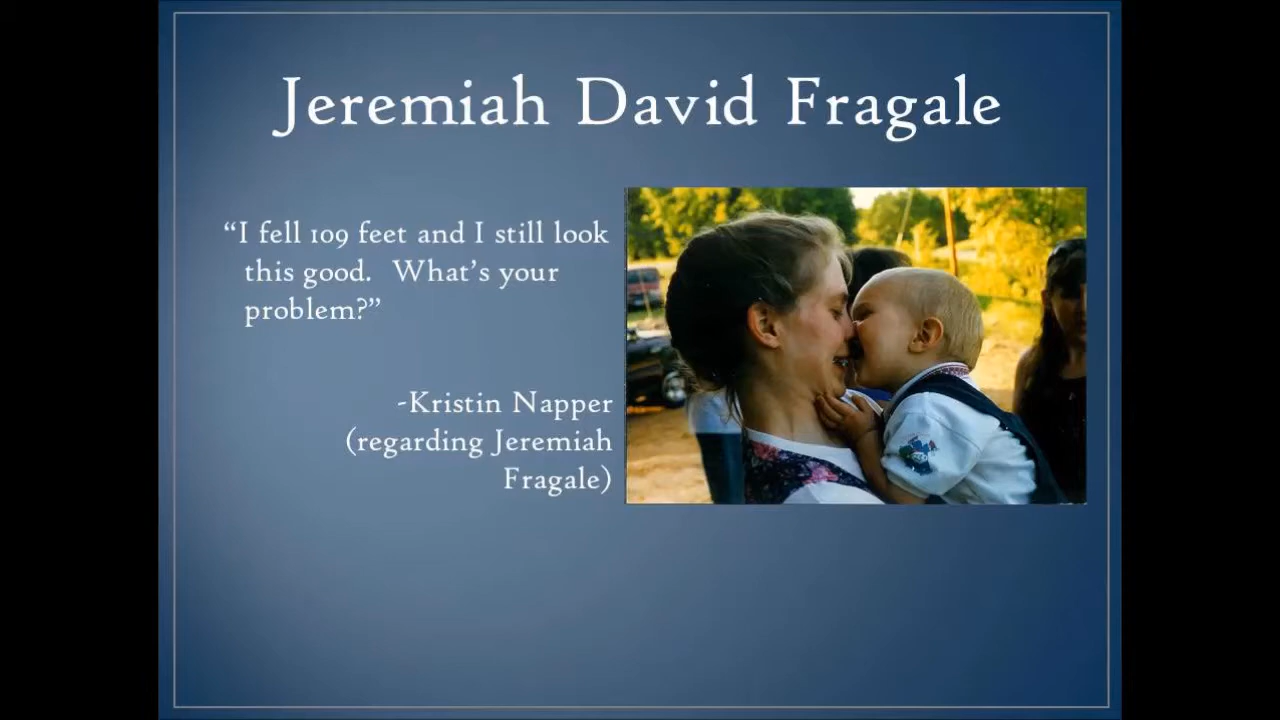 Jeremiah David Fragale
“I fell 109 feet and I still look
this good.  What’s your
problem?”
-Kristin Napper
(regarding Jeremiah
Fragale)